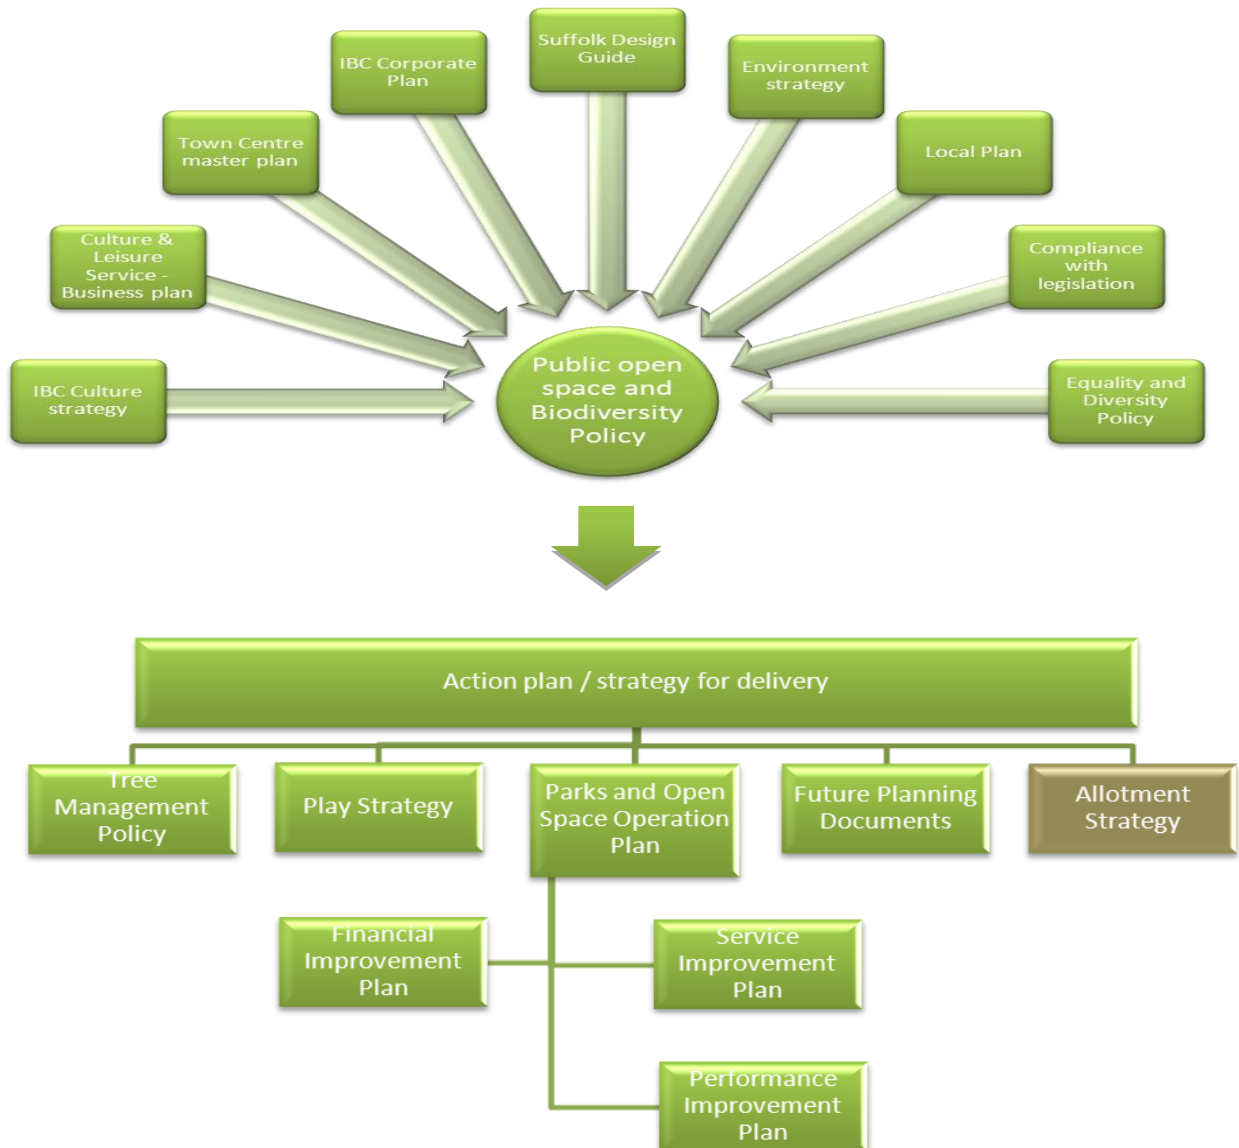 Suffolk Design
Guide
IBC Corporate
Plan
Environment
strategy
Town Centre
master plan
Local Plan
Culture &
Leisure
Service -
Business plan
Compliance
with
legislation
IBC Culture
strategy
Public open
space and
Biodiversity
Policy
Equality and
Diversity
Policy
Action plan / strategy for delivery
Tree
Management
Policy
Play Strategy
Parks and Open
Space Operation
Plan
Future Planning
Documents
Allotment
Strategy
Financial
Improvement
Plan
Service
Improvement
Plan
Performance
Improvement
Plan